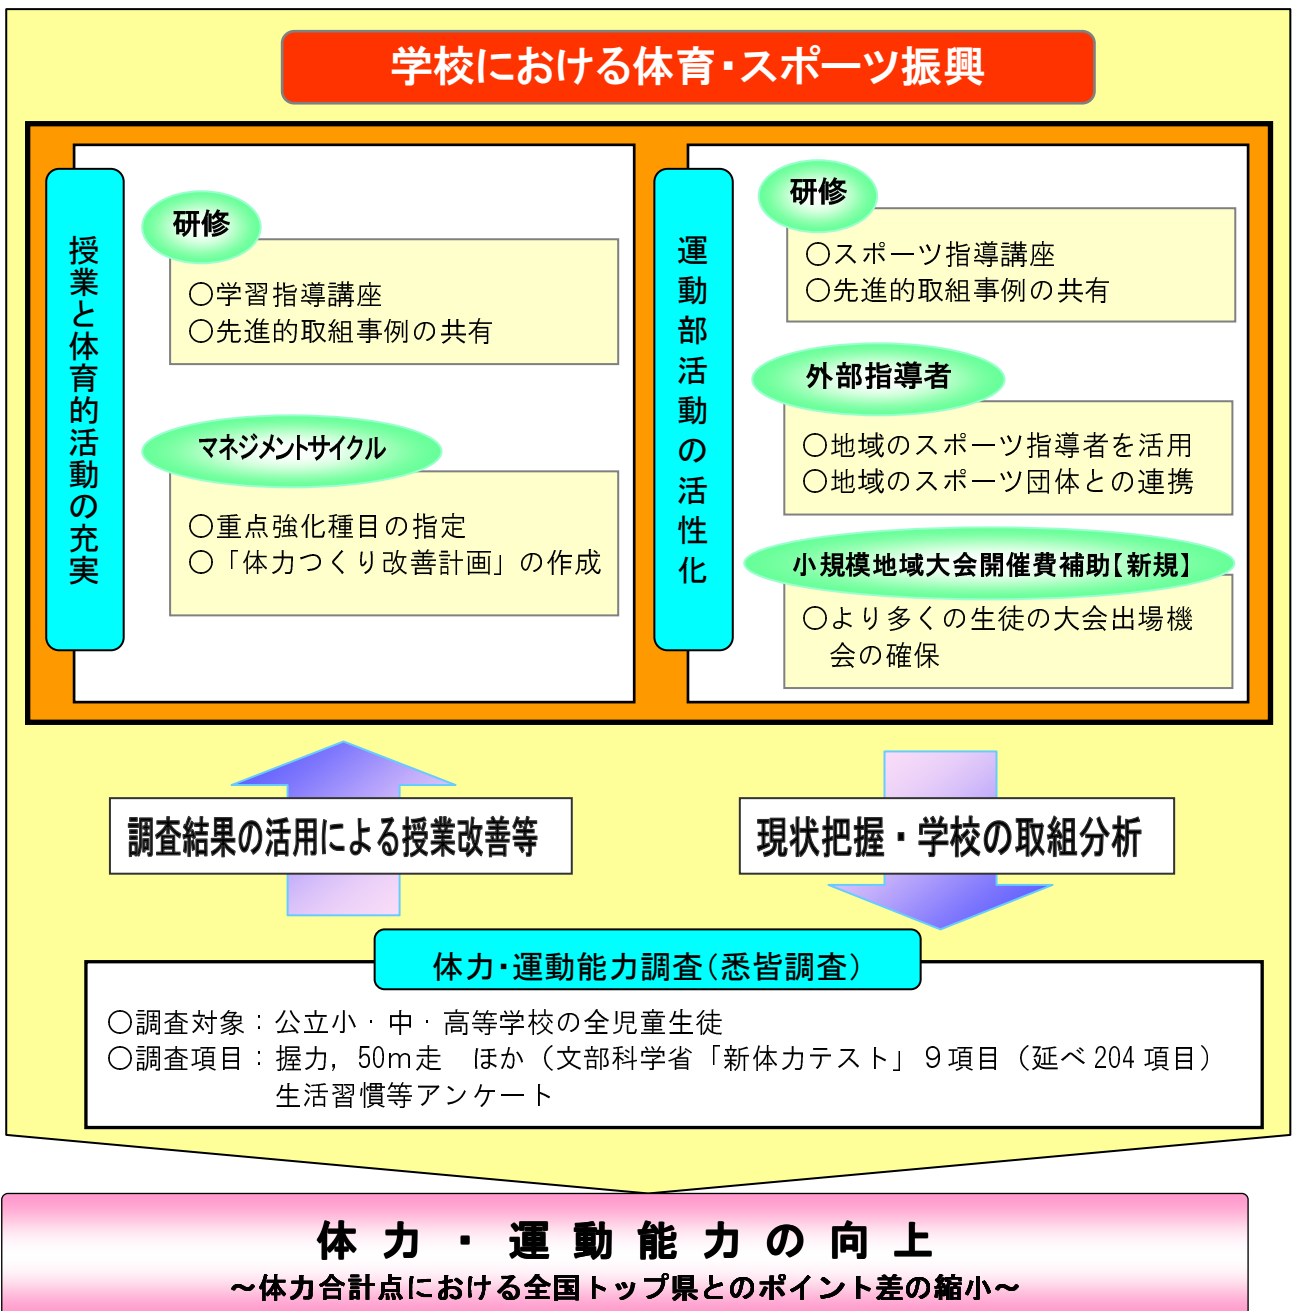 学校における体育・スポーツ振興
授業と体育的活動の充実
研修
〇学習指導講座
〇先進的取組事例の共有
マネジメントサイクル
〇重点強化種目の指定
〇「体力つくり改善計画」の作成
運動部活動の活性化
研修
〇スポーツ指導講座
〇先進的取組事例の共有
外部指導者
〇地域のスポーツ指導者を活用
〇地域のスポーツ団体との連携
小規模地域大会開催費補助【新規】
〇より多くの生徒の大会出場機
会の確保
調査結果の活用による授業改善等
現状把握・学校の取組分析
体力・運動能力調査（悉皆調査）
〇調査対象：公立小・中・高等学校の全児童生徒
〇調査項目：握力，50ｍ走　ほか（文部科学省「新体力テスト」９項目（延べ204項目）
生活習慣等アンケート
体力・運動能力の向上
～体力合計点における全国トップ県とのポイント差の縮小～